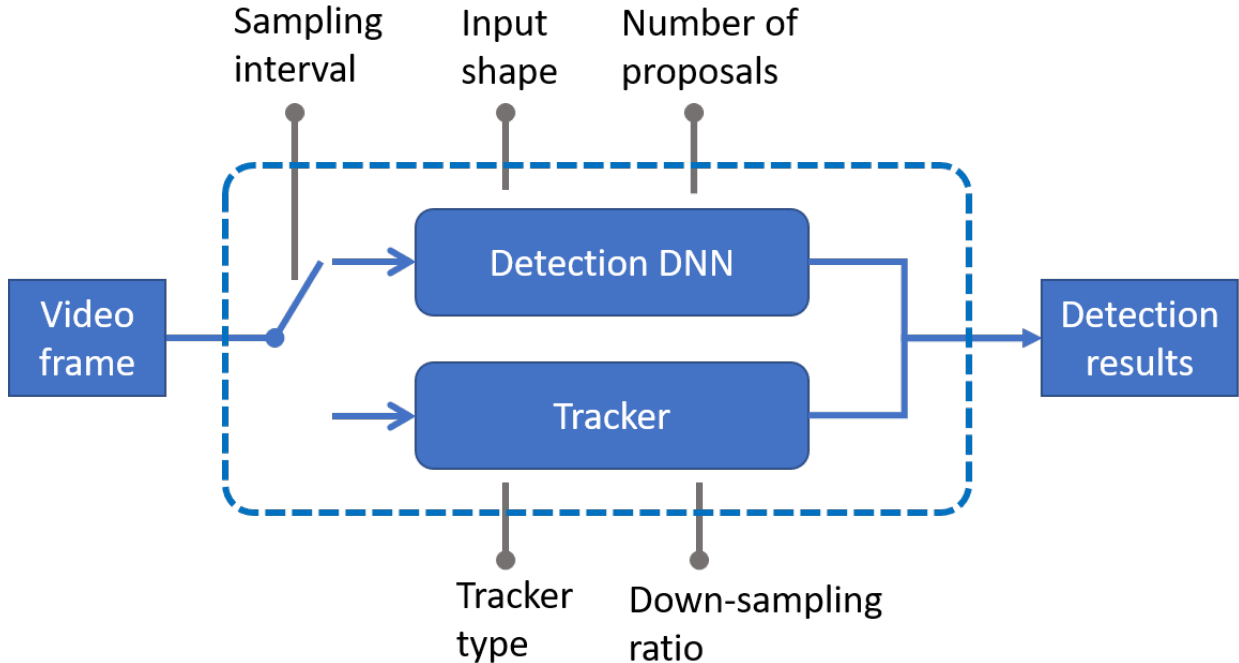 Sampling
interval
Input
shape
Number of
proposals
Detection DNN
Video
frame
Detection
results
Tracker
Tracker
type
Down-sampling
ratio